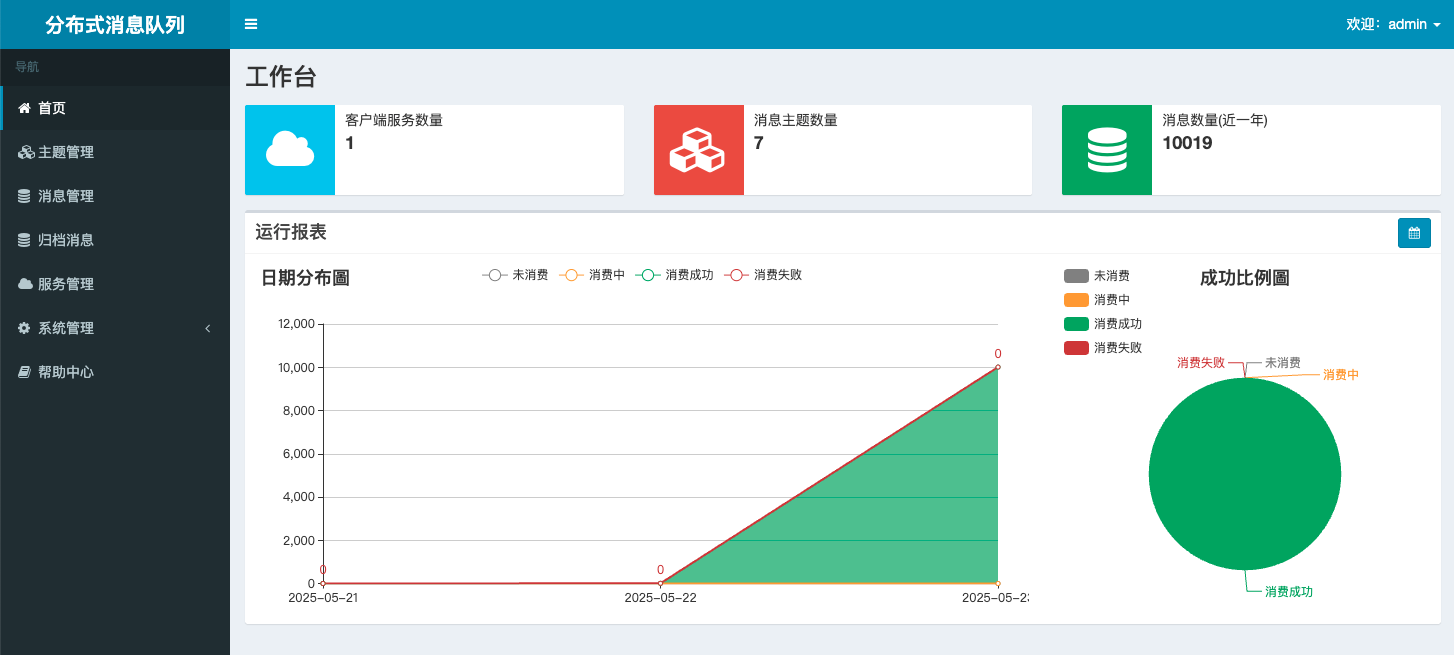 分布式消息队列
欢迎：admin
导航
首页
主题管理
消息管理
归档消息
服务管理
系统管理
帮助中心
工作台
客户端服务数量
1
消息主题数量
7
消息数量(近一年)
10019
运行报表
日期分布圖
未消费 消费中 消费成功 消费失败
12,000
10,000
8,000
6,000
4,000
2,000
0
0
0
0
2025-05-21
2025-05-22
2025-05-23
未消费
消费中
消费成功
消费失败
成功比例圖
消费失败
未消费
消费中
消费成功